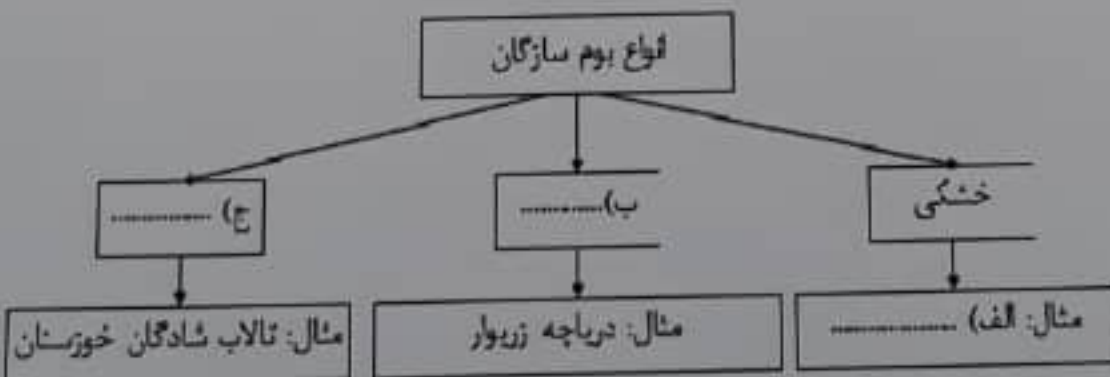 انواع بوم سازگان
خشکی
ب).............
ج) ................
مثال: الف) ....................
مثال: دریاچه زریوار
مثال: تالاب شادگان خوزستان